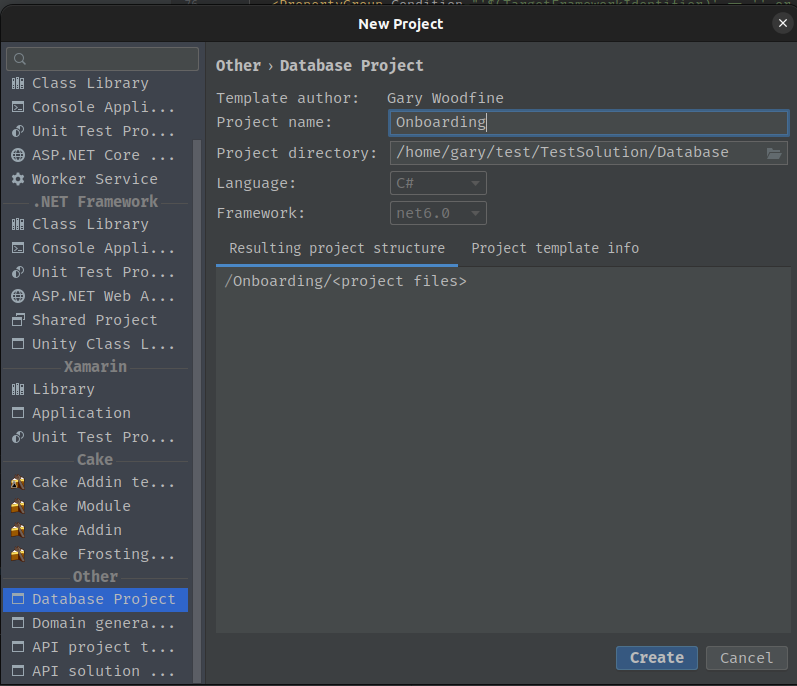 New Project
Class Library
Console Appli...
Unit Test Pro...
ASP.NET Core ...
Worker Service
.NET Framework
Class Library
Console Appli...
Unit Test Pro...
ASP.NET Web A...
Shared Project
Unity Class L...
Xamarin
Library
Application
Unit Test Pro...
Cake
Cake Addin te...
Cake Module
Cake Addin
Cake Frosting...
Other
Database Project
Domain genera...
API project t...
API solution ...
Other › Database Project
Template author: Gary Woodfine
Project name: Onboarding
Project directory: /home/gary/test/TestSolution/Database
Language: C#
Framework: net6.0
Resulting project structure Project template info
/Onboarding/<project files>
Create Cancel